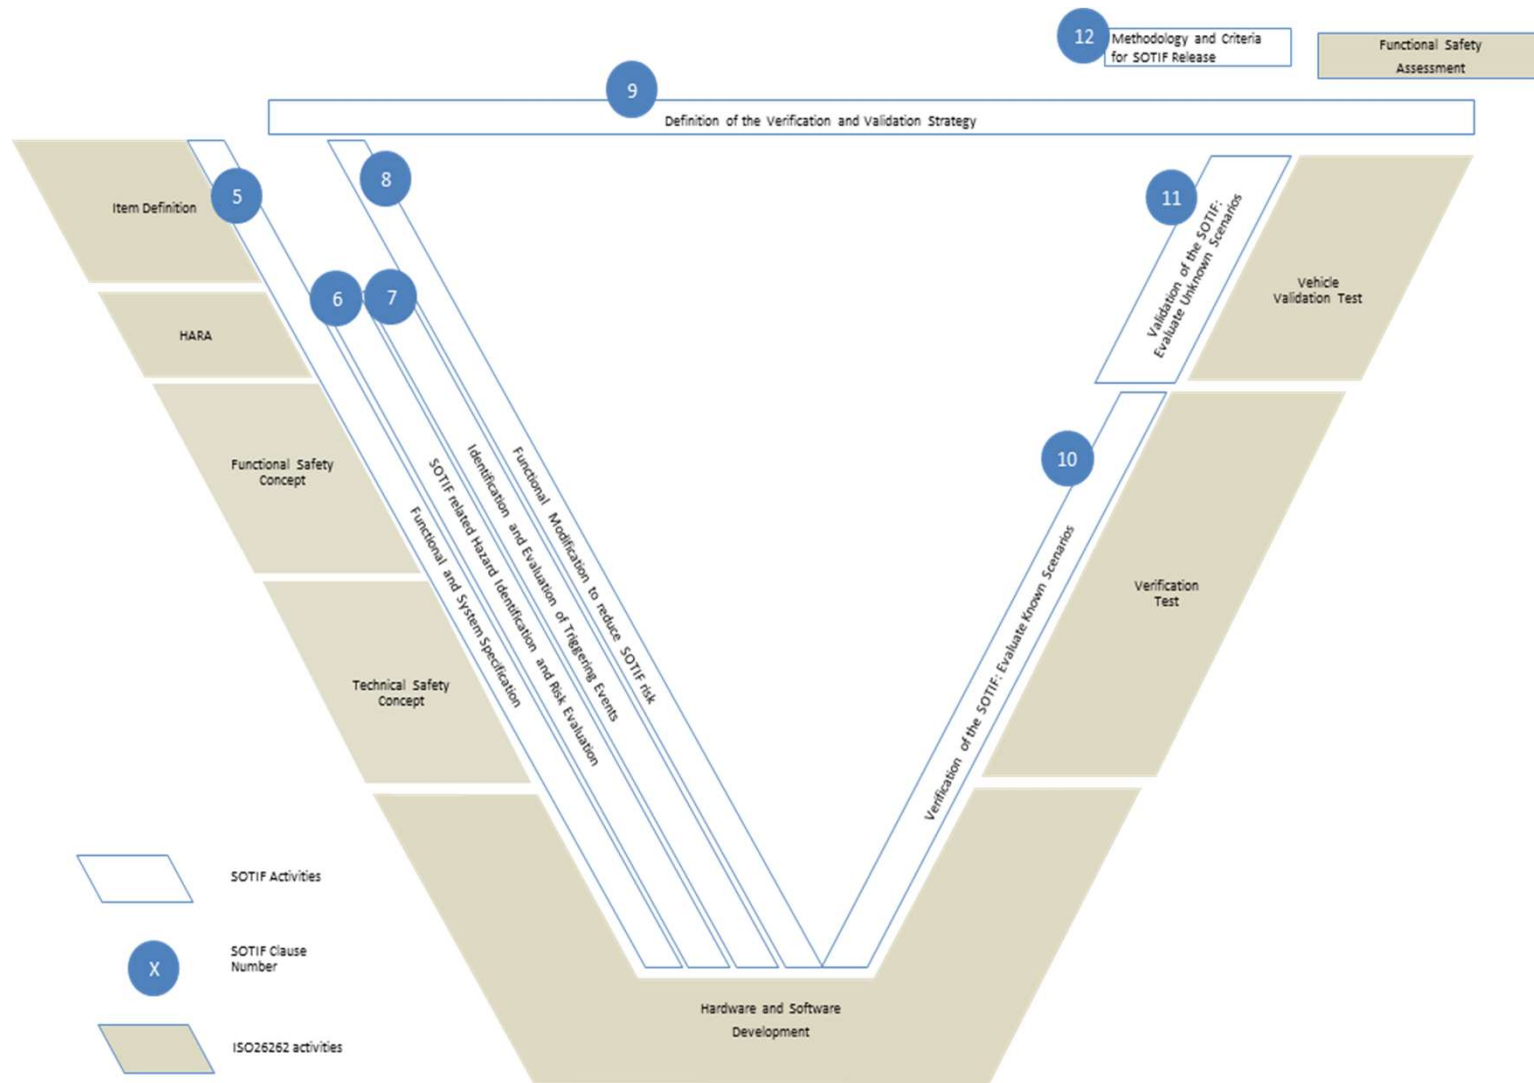 12
Methodology and Criteria
for SOTIF Release
Functional Safety
Assessment
9
Definition of the Verification and Validation Strategy
5
8
11
Item Definition
Validation of the SOTIF:
Evaluate Unknown Scenarios
6
7
Vehicle
Validation Test
HARA
10
Functional Safety
Concept
Functional and System Specification
SOTIF related Hazard Identification and Risk Evaluation
Identification and Evaluation of Triggering Events
Functional Modification to reduce SOTIF risk
Verification of the SOTIF: Evaluate Known Scenarios
Verification
Test
Technical Safety
Concept
SOTIF Activities
X
SOTIF Clause
Number
Hardware and Software
Development
ISO26262 activities